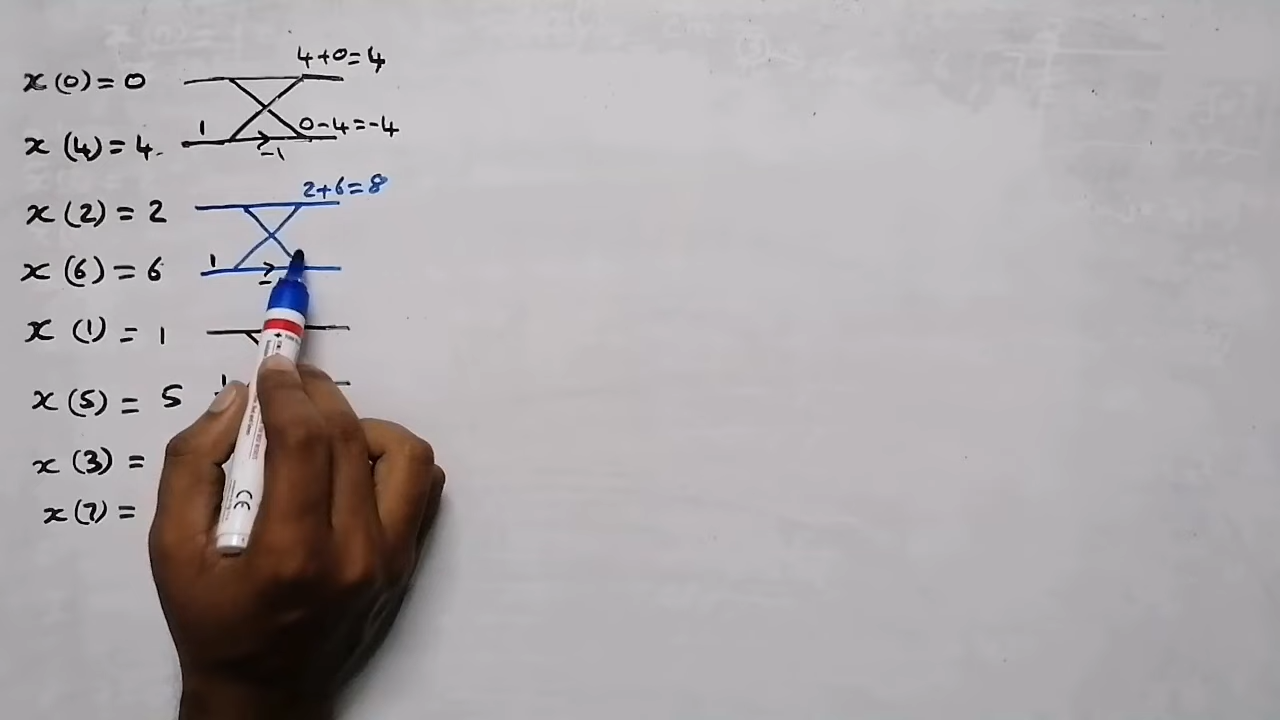 4+0=4
x(0)=0
1 0-4=-4
x(4)=4
-1
2+6=8
x(2)=2
1
x(6)=6
x(1)=1
x(5)=5
x(3)=
x(7)=
CE